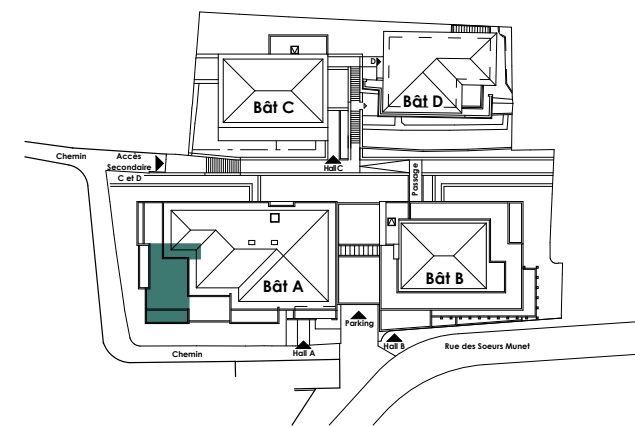 D
Bât C
Bât D
Chemin
Accès
Secondaire
C et D
Hall C
Passage
Bât A
Bât B
Parking
Hall A
Hall B
Chemin
Rue des Soeurs Munet